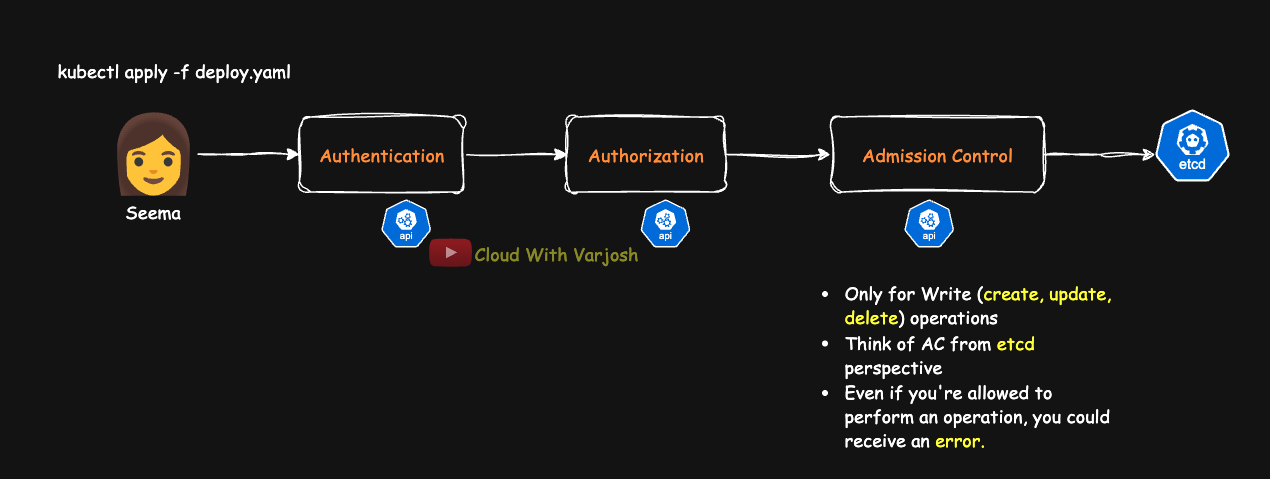 kubectl apply -f deploy.yaml
Seema
Authentication
api
Authorization
api
Admission Control
api
etcd
Cloud With Varjosh
• Only for Write (create, update,
delete) operations
• Think of AC from etcd
perspective
• Even if you're allowed to
perform an operation, you could
receive an error.